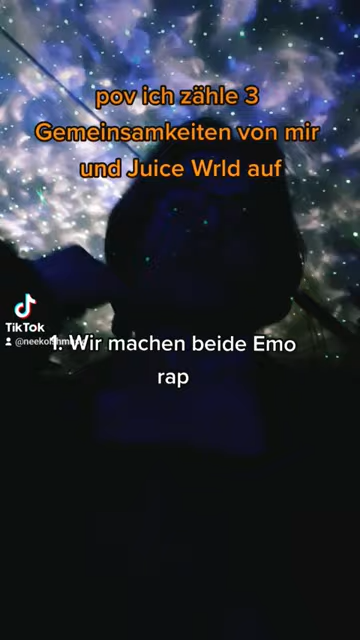 pov ich zähle 3
Gemeinsamkeiten von mir
und Juice Wrld auf
TikTok
1. Wir machen beide Emo
rap